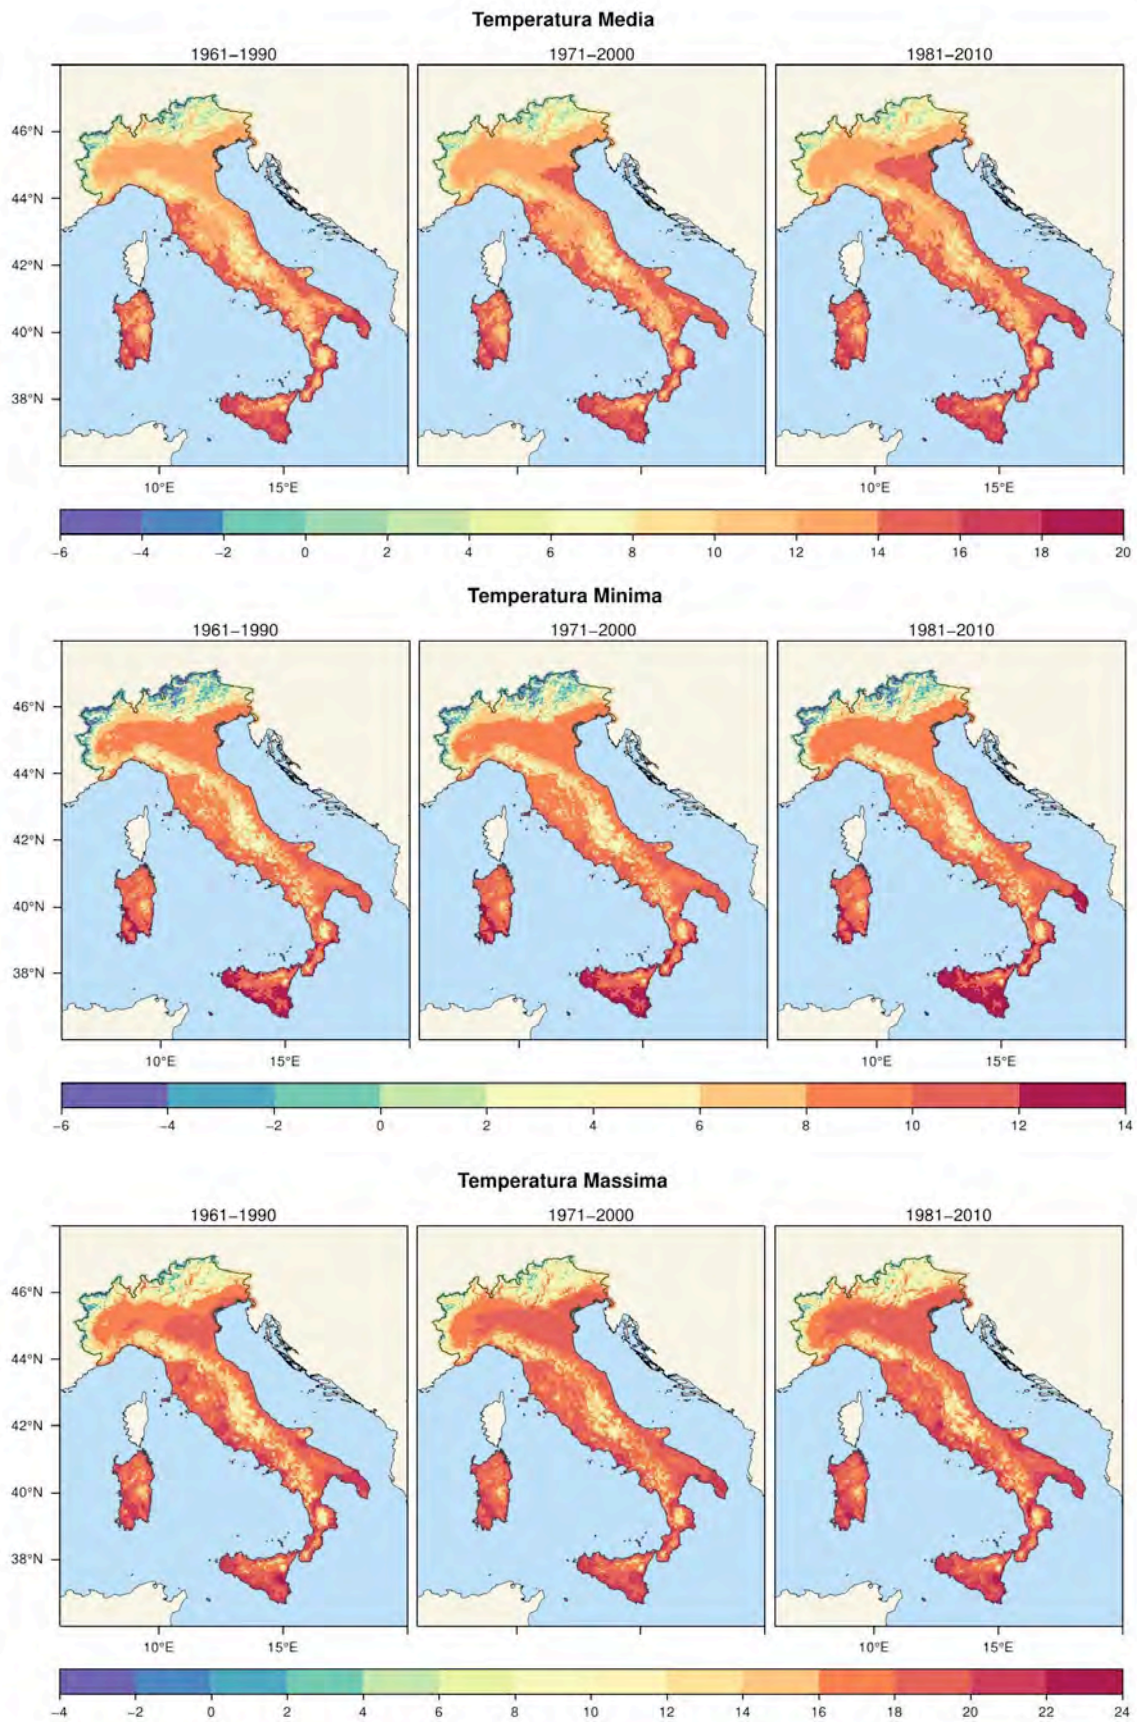 Temperatura Media
1961−1990 1971−2000 1981−2010
46°N
44°N
42°N
40°N
38°N
10°E 15°E 10°E 15°E
−6 −4 −2 0 2 4 6 8 10 12 14 16 18 20
Temperatura Minima
1961−1990 1971−2000 1981−2010
46°N
44°N
42°N
40°N
38°N
10°E 15°E 10°E 15°E
−6 −4 −2 0 2 4 6 8 10 12 14
Temperatura Massima
1961−1990 1971−2000 1981−2010
46°N
44°N
42°N
40°N
38°N
10°E 15°E 10°E 15°E
−4 −2 0 2 4 6 8 10 12 14 16 18 20 22 24